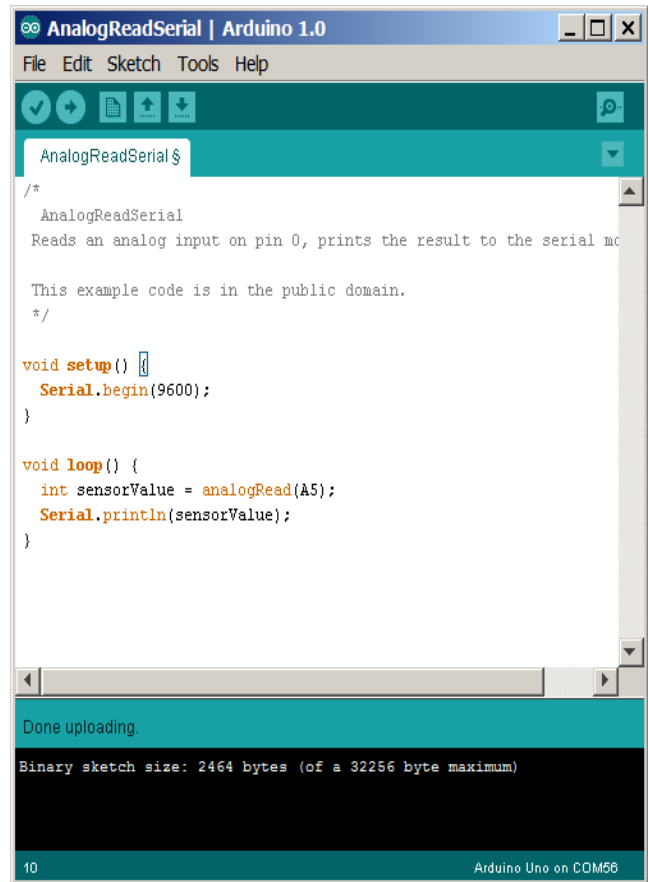 AnalogReadSerial | Arduino 1.0
File Edit Sketch Tools Help
AnalogReadSerial §
/*
  AnalogReadSerial
 Reads an analog input on pin 0, prints the result to the serial

 This example code is in the public domain.
 */

void setup() {
  Serial.begin(9600);
}

void loop() {
  int sensorValue = analogRead(A5);
  Serial.println(sensorValue);
}
Done uploading.
Binary sketch size: 2464 bytes (of a 32256 byte maximum)
10 Arduino Uno on COM56